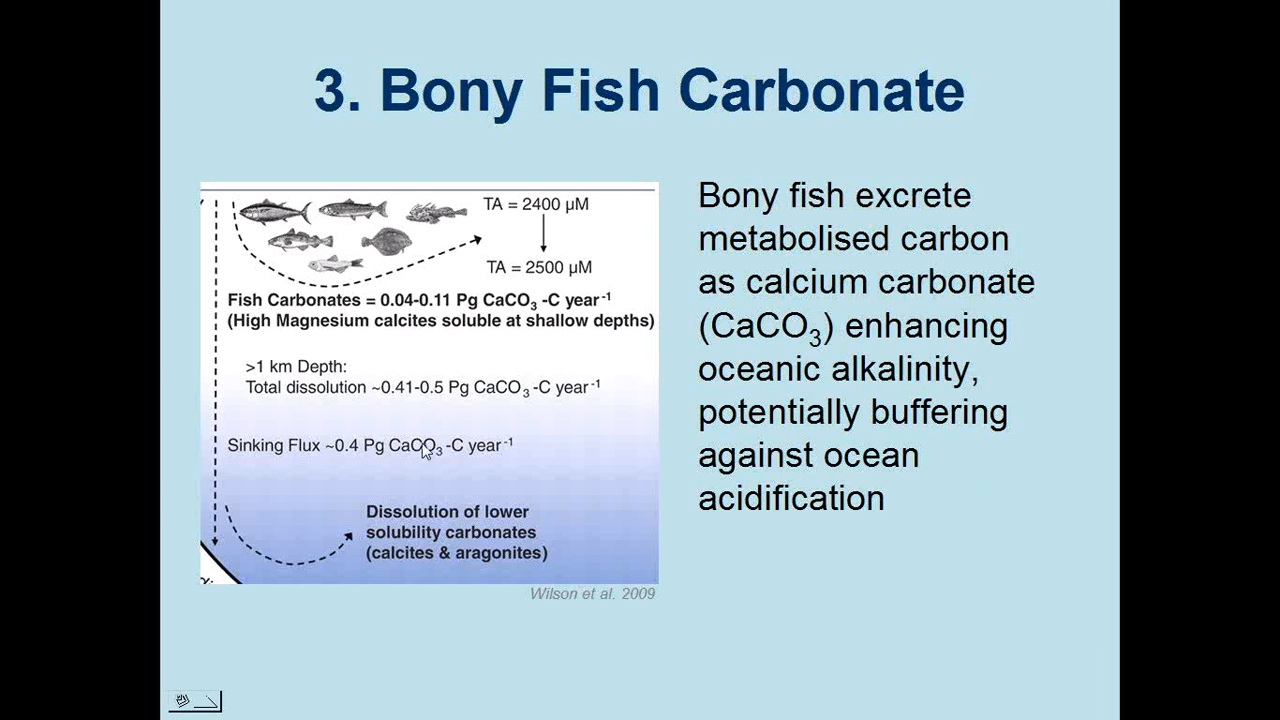 3. Bony Fish Carbonate
TA = 2400 µM
TA = 2500 µM
Fish Carbonates = 0.04-0.11 Pg CaCO₃ -C year⁻¹
(High Magnesium calcites soluble at shallow depths)
>1 km Depth:
Total dissolution ~0.41-0.5 Pg CaCO₃ -C year⁻¹
Sinking Flux ~0.4 Pg CaCO₃ -C year⁻¹
Dissolution of lower
solubility carbonates
(calcites & aragonites)
Wilson et al. 2009
Bony fish excrete
metabolised carbon
as calcium carbonate
(CaCO₃) enhancing
oceanic alkalinity,
potentially buffering
against ocean
acidification